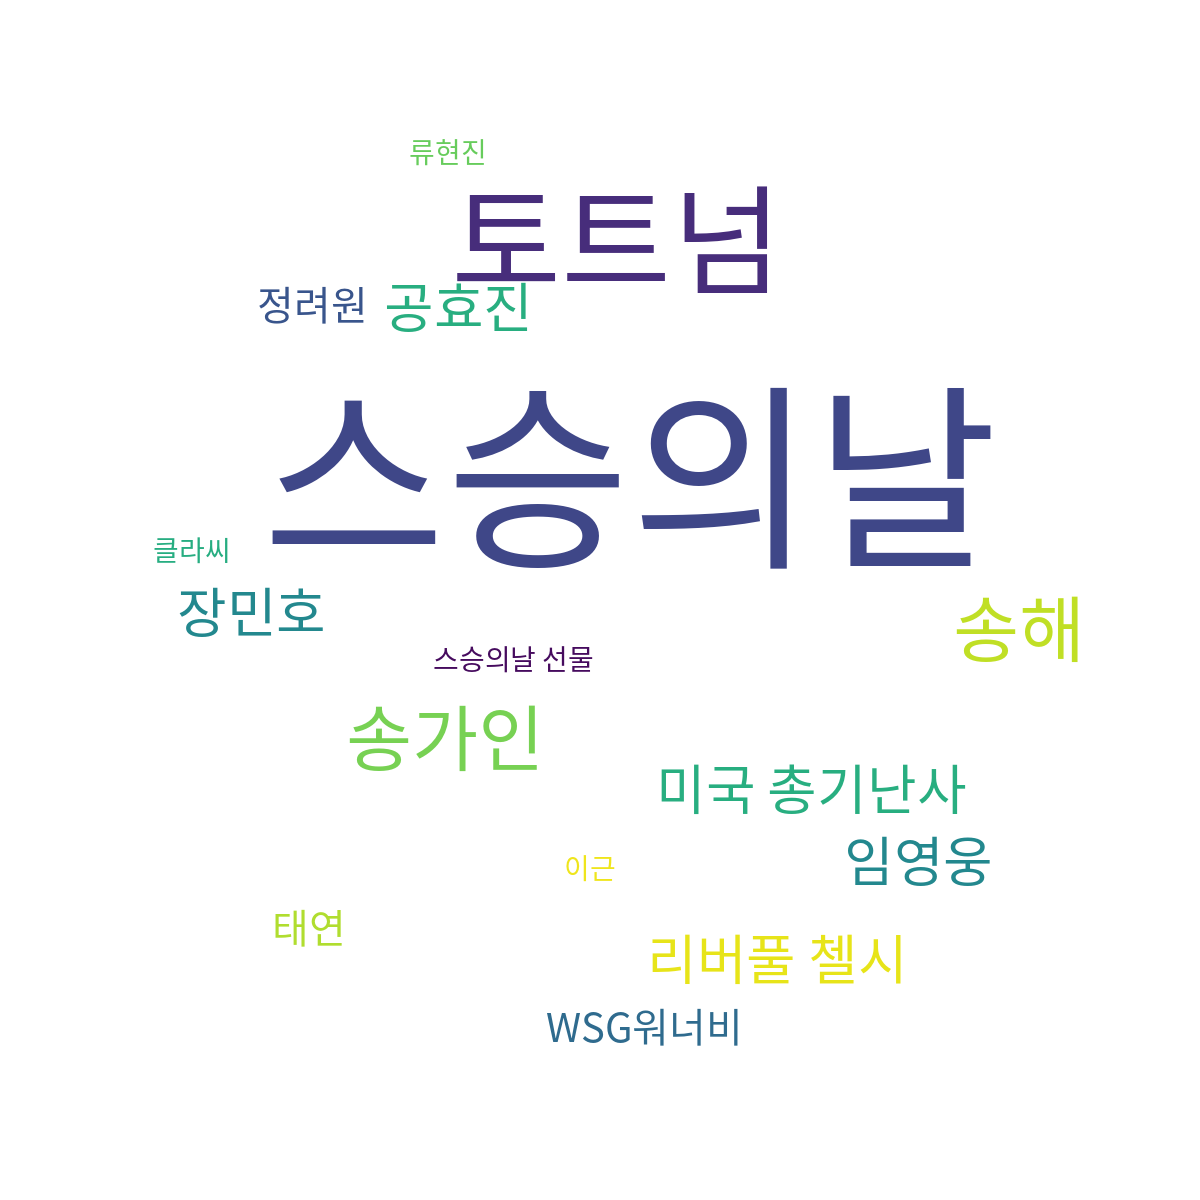 류현진
토트넘
정려원
공효진
스승의날
클라씨
장민호
송해
스승의날 선물
송가인
미국 총기난사
임영웅
이근
태연
리버풀 첼시
WSG워너비